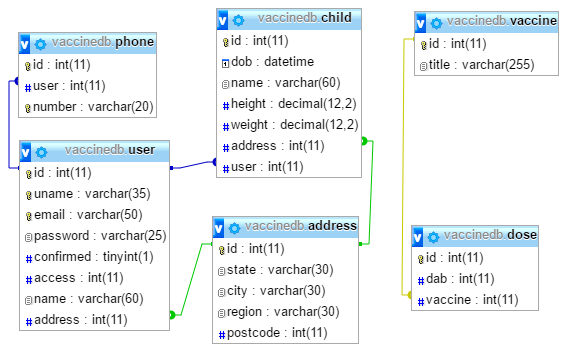 vaccinedb.phone
id : int(11)
user : int(11)
number : varchar(20)
vaccinedb.child
id : int(11)
dob : datetime
name : varchar(60)
height : decimal(12,2)
weight : decimal(12,2)
address : int(11)
user : int(11)
vaccinedb.vaccine
id : int(11)
title : varchar(255)
vaccinedb.user
id : int(11)
uname : varchar(35)
email : varchar(50)
password : varchar(25)
confirmed : tinyint(1)
access : int(11)
name : varchar(60)
address : int(11)
vaccinedb.address
id : int(11)
state : varchar(30)
city : varchar(30)
region : varchar(30)
postcode : int(11)
vaccinedb.dose
id : int(11)
dab : int(11)
vaccine : int(11)